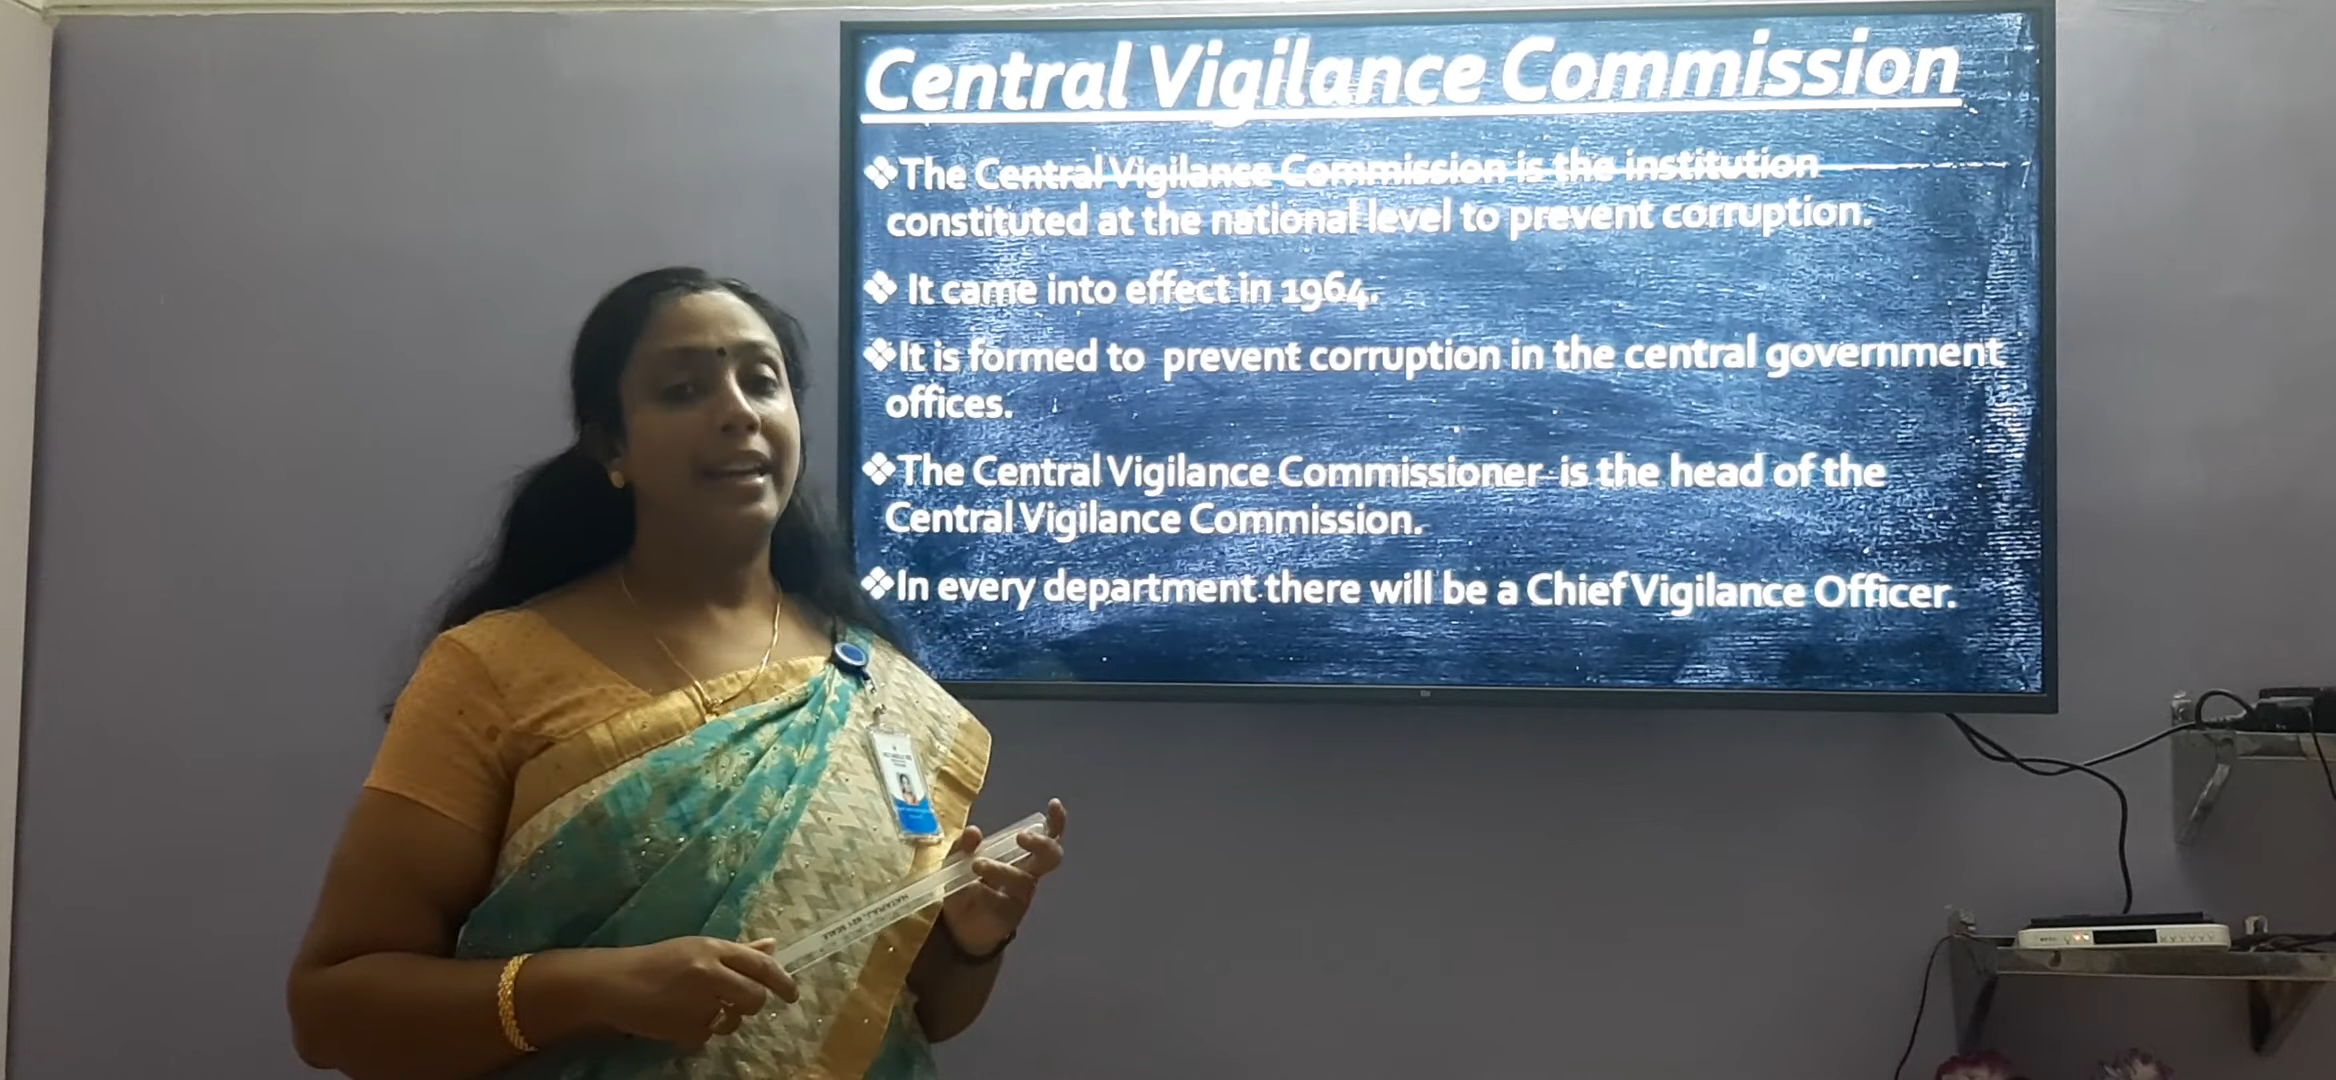 Central Vigilance Commission
❖The Central Vigilance Commission is the institution
constituted at the national level to prevent corruption.
❖ It came into effect in 1964.
❖It is formed to prevent corruption in the central government
offices.
❖The Central Vigilance Commissioner is the head of the
Central Vigilance Commission.
❖In every department there will be a Chief Vigilance Officer.